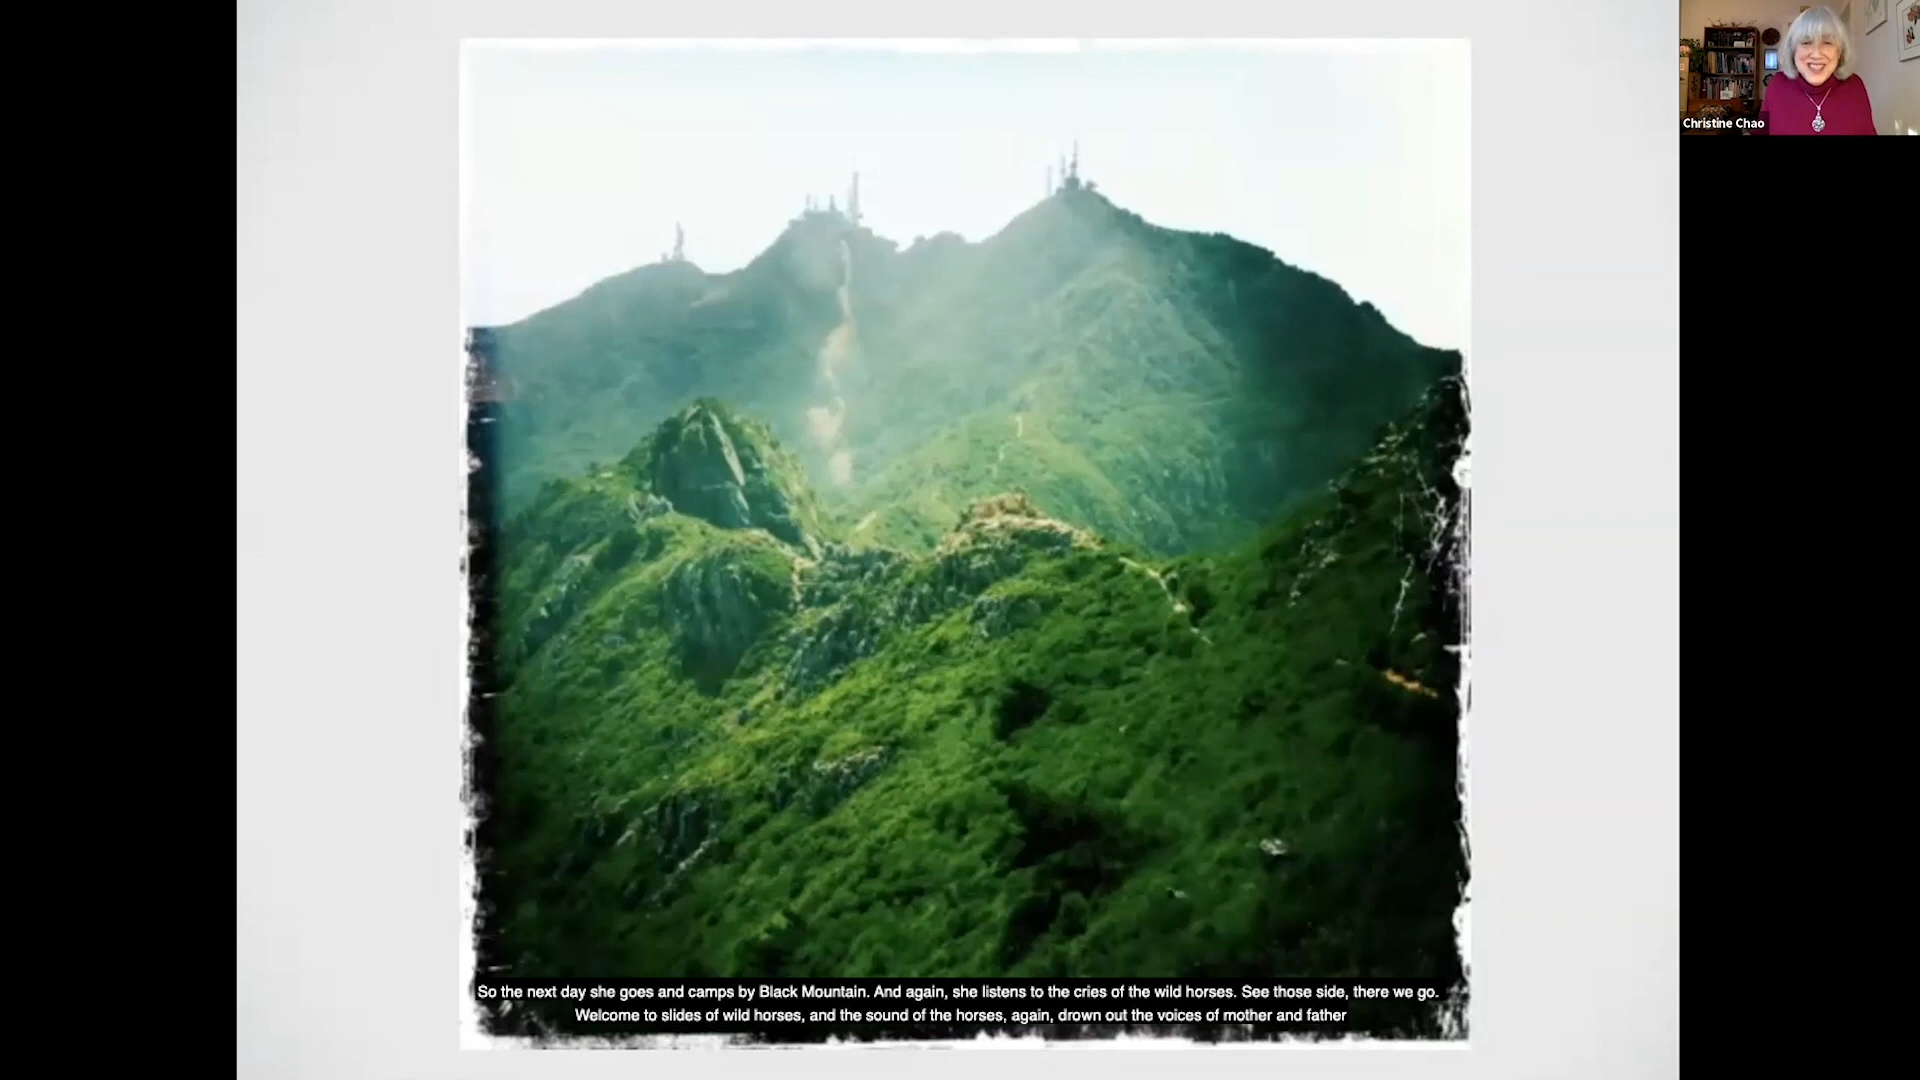 Christine Chao
So the next day she goes and camps by Black Mountain. And again, she listens to the cries of the wild horses. See those side, there we go.
Welcome to slides of wild horses, and the sound of the horses, again, drown out the voices of mother and father